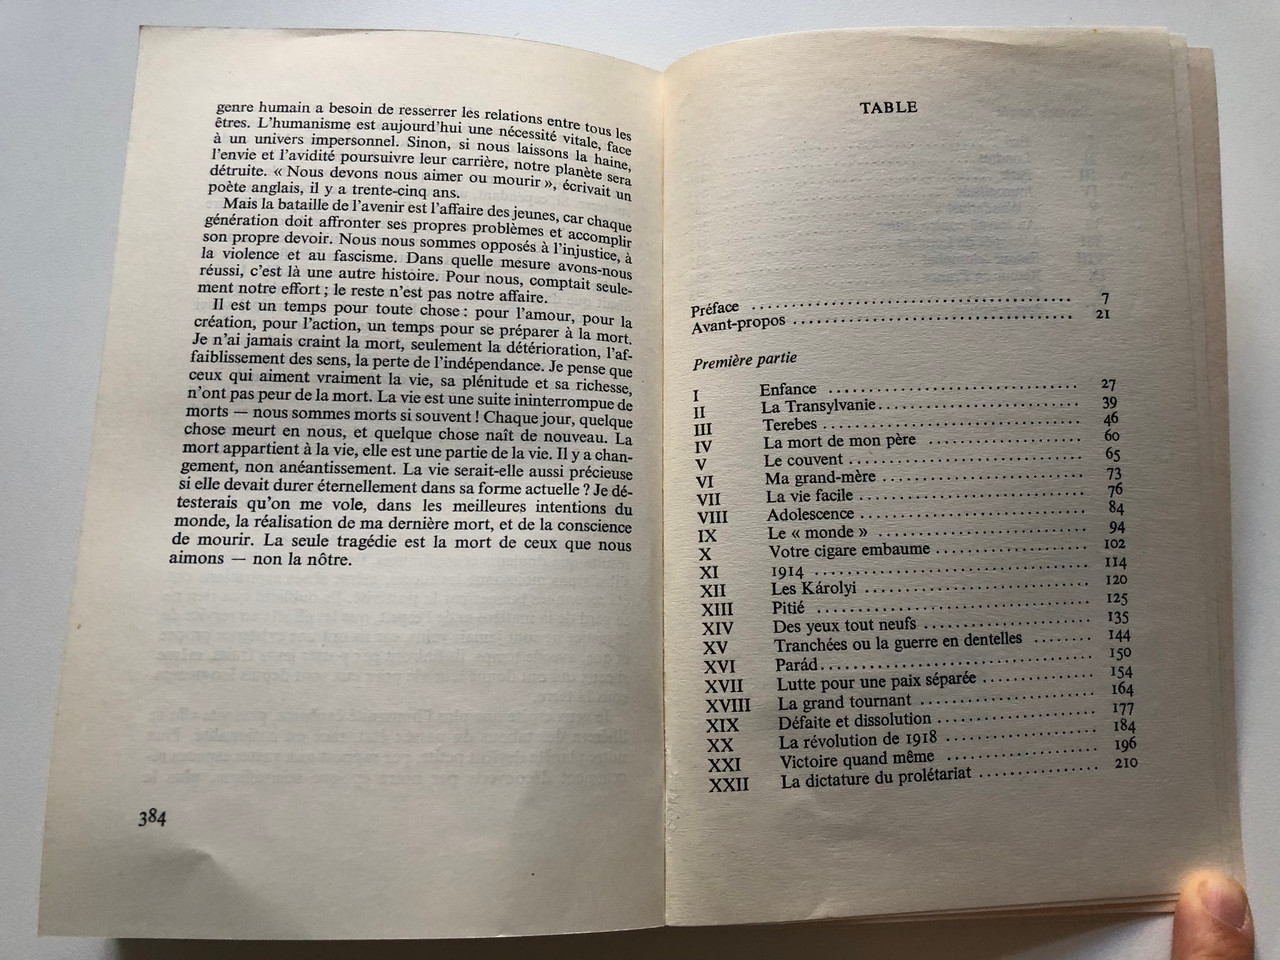 genre humain a besoin de resserrer les relations entre tous les
êtres. L'humanisme est aujourd'hui une nécessité vitale, face
à un univers impersonnel. Sinon, si nous laissons la haine,
l'envie et l'avidité poursuivre leur carrière, notre planète sera
détruite. « Nous devons nous aimer ou mourir », écrivait un
poète anglais, il y a trente-cinq ans.
Mais la bataille de l'avenir est l'affaire des jeunes, car chaque
génération doit affronter ses propres problèmes et accomplir
son propre devoir. Nous nous sommes opposés à l'injustice, à
la violence et au fascisme. Dans quelle mesure avons-nous
réussi, c'est là une autre histoire. Pour nous, comptait seule-
ment notre effort ; le reste n'est pas notre affaire.
Il est un temps pour toute chose : pour l'amour, pour la
création, pour l'action, un temps pour se préparer à la mort.
Je n'ai jamais craint la mort, seulement la détérioration, l'af-
faiblissement des sens, la perte de l'indépendance. Je pense que
ceux qui aiment vraiment la vie, sa plénitude et sa richesse,
n'ont pas peur de la mort. La vie est une suite ininterrompue de
morts — nous sommes morts si souvent ! Chaque jour, quelque
chose meurt en nous, et quelque chose naît de nouveau. La
mort appartient à la vie, elle est une partie de la vie. Il y a chan-
gement, non anéantissement. La vie serait-elle aussi précieuse
si elle devait durer éternellement dans sa forme actuelle ? Je dé-
testerais qu'on me vole, dans les meilleures intentions du
monde, la réalisation de ma dernière mort, et de la conscience
de mourir. La seule tragédie est la mort de ceux que nous
aimons — non la nôtre.
384
TABLE
Préface .......... 7
Avant-propos .......... 21
Première partie
I Enfance .......... 27
II La Transylvanie .......... 39
III Terebes .......... 46
IV La mort de mon père .......... 60
V Le couvent .......... 65
VI Ma grand-mère .......... 73
VII La vie facile .......... 76
VIII Adolescence .......... 84
IX Le « monde » .......... 94
X Votre cigare embaume .......... 102
XI 1914 .......... 114
XII Les Károlyi .......... 120
XIII Pitié .......... 125
XIV Des yeux tout neufs .......... 135
XV Tranchées ou la guerre en dentelles .......... 144
XVI Parád .......... 150
XVII Lutte pour une paix séparée .......... 154
XVIII La grand tournant .......... 164
XIX Défaite et dissolution .......... 177
XX La révolution de 1918 .......... 184
XXI Victoire quand même .......... 196
XXII La dictature du prolétariat .......... 210